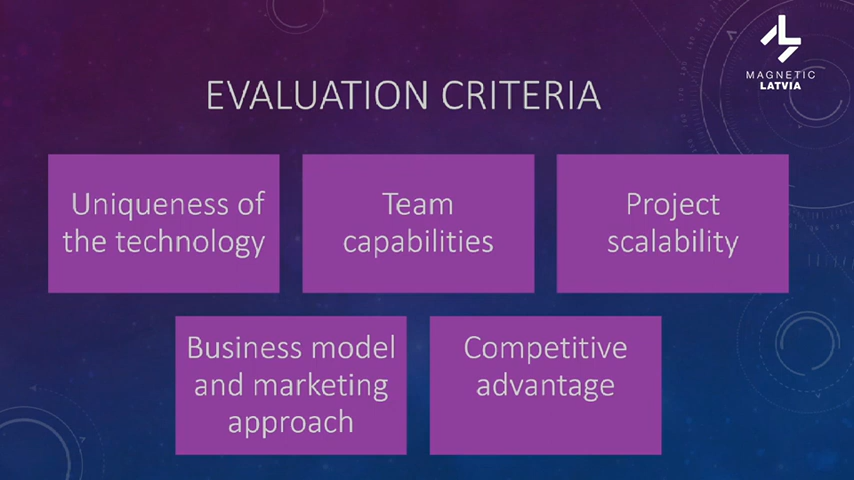 MAGNETIC
LATVIA
EVALUATION CRITERIA
Uniqueness of
the technology
Team
capabilities
Project
scalability
Business model
and marketing
approach
Competitive
advantage